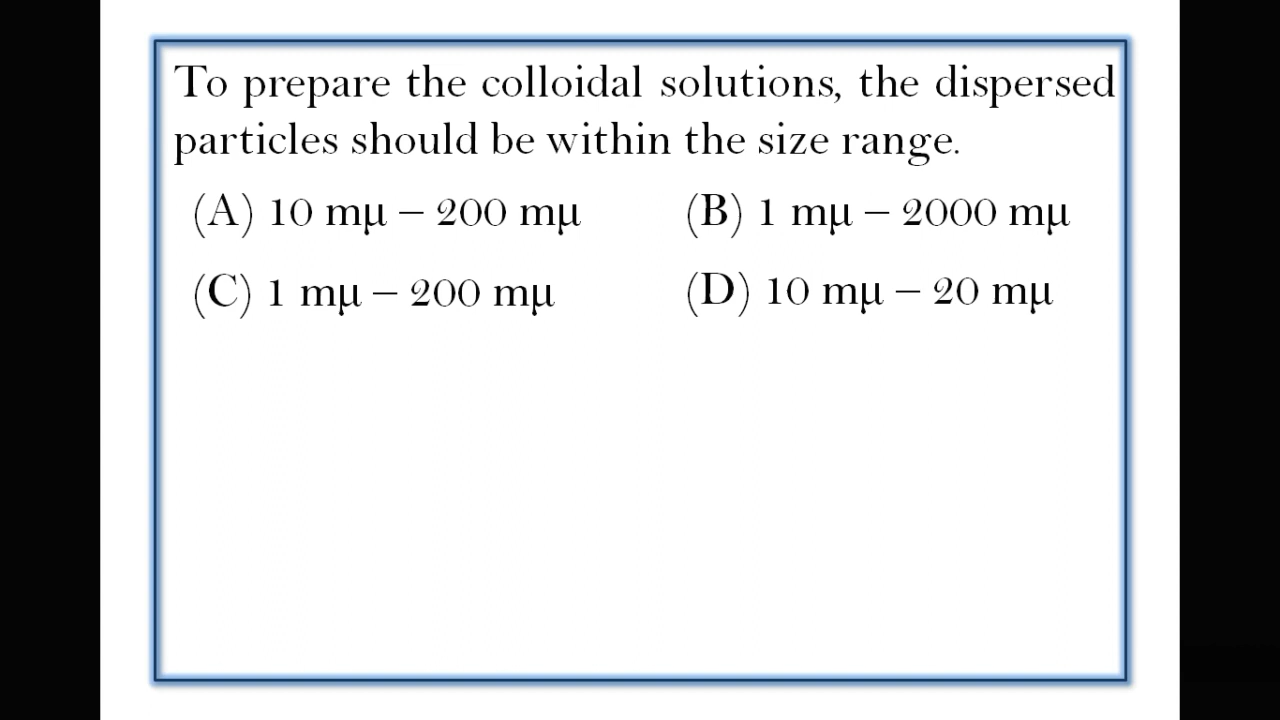 To prepare the colloidal solutions, the dispersed
particles should be within the size range.
(A) 10 mμ – 200 mμ (B) 1 mμ – 2000 mμ
(C) 1 mμ – 200 mμ (D) 10 mμ – 20 mμ